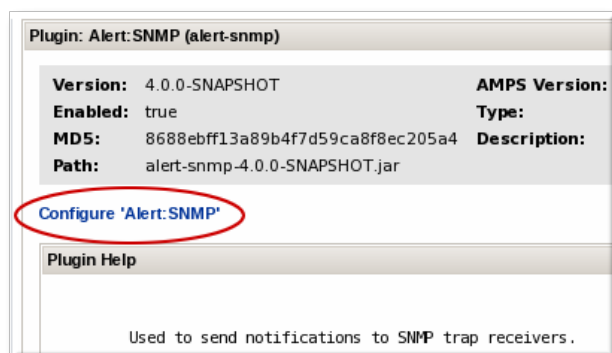 Plugin: Alert:SNMP (alert-snmp)
Version: 4.0.0-SNAPSHOT AMPS Version:
Enabled: true Type:
MD5: 8688ebff13a89b4f7d59ca8f8ec205a4 Description:
Path: alert-snmp-4.0.0-SNAPSHOT.jar
Configure 'Alert:SNMP'
Plugin Help
Used to send notifications to SNMP trap receivers.